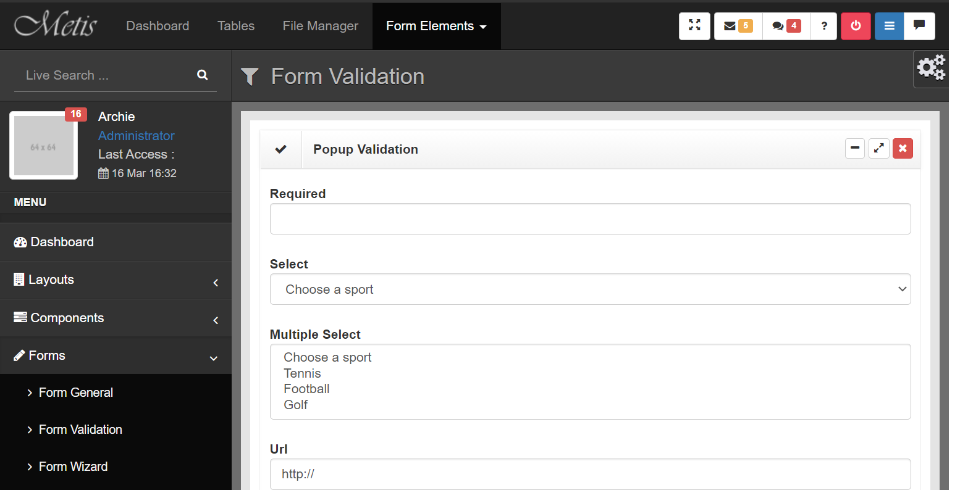 Metis Dashboard Tables File Manager Form Elements 5 4 ?
Live Search ...
Form Validation
16
64 x 64
Archie
Administrator
Last Access :
16 Mar 16:32
MENU
Dashboard
Layouts
Components
Forms
Form General
Form Validation
Form Wizard
Popup Validation
Required
Select
Choose a sport
Multiple Select
Choose a sport
Tennis
Football
Golf
Url
http://